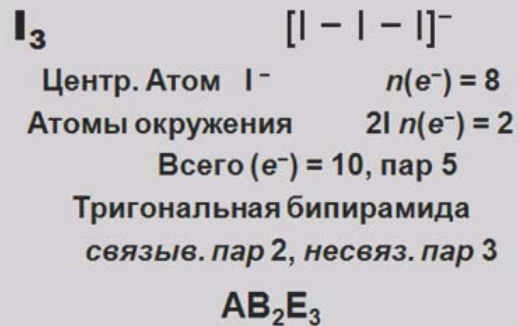 I₃ [I – I – I]⁻
Центр. Атом I⁻ n(e⁻) = 8
Атомы окружения 2I n(e⁻) = 2
Всего (e⁻) = 10, пар 5
Тригональная бипирамида
связыв. пар 2, несвяз. пар 3
AB₂E₃